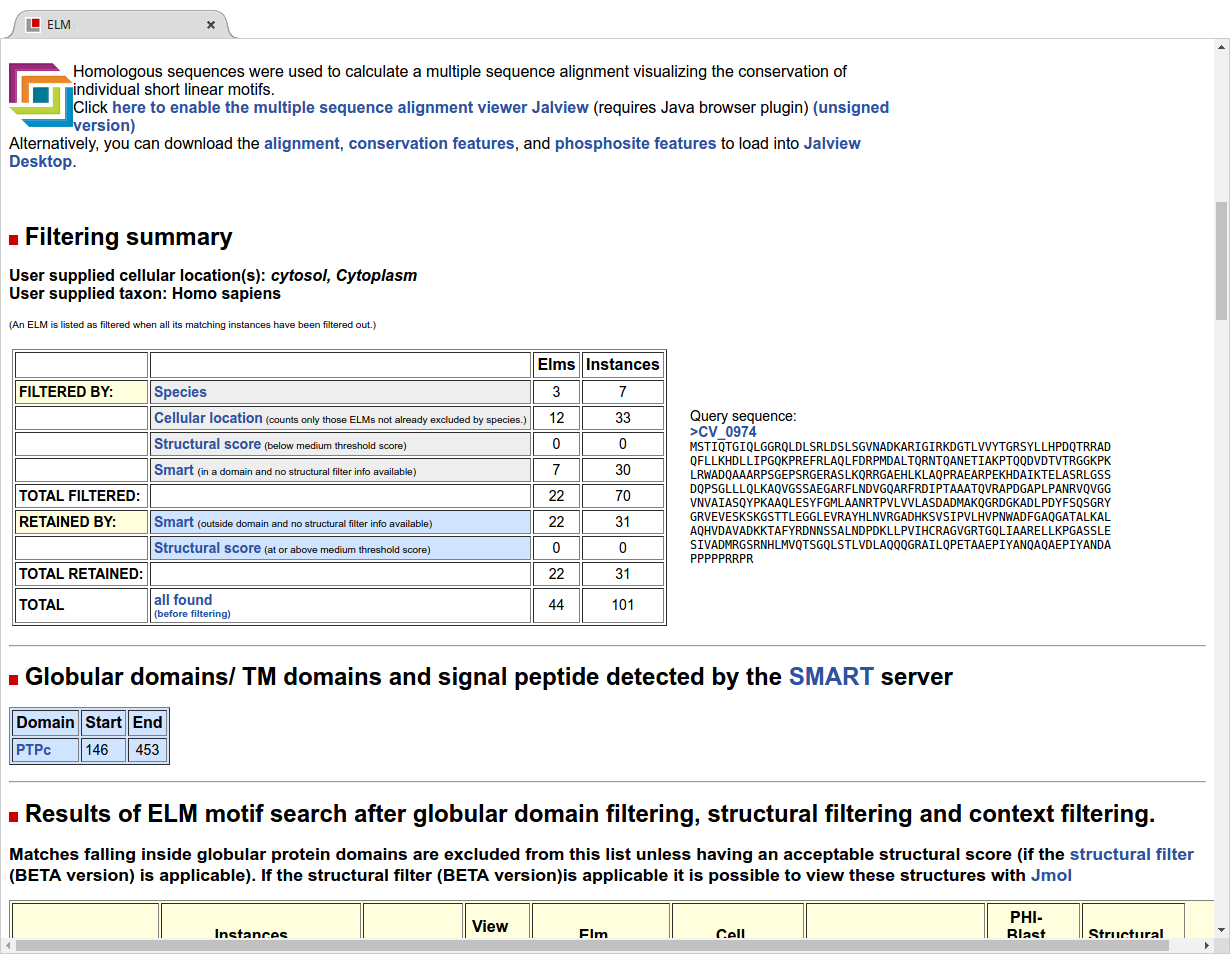 ELM
Homologous sequences were used to calculate a multiple sequence alignment visualizing the conservation of
individual short linear motifs.
Click here to enable the multiple sequence alignment viewer Jalview (requires Java browser plugin) (unsigned
version)
Alternatively, you can download the alignment, conservation features, and phosphosite features to load into Jalview
Desktop.
Filtering summary
User supplied cellular location(s): cytosol, Cytoplasm
User supplied taxon: Homo sapiens
(An ELM is listed as filtered when all its matching instances have been filtered out.)
Elms Instances
FILTERED BY: Species 3 7
Cellular location (counts only those ELMs not already excluded by species.) 12 33
Structural score (below medium threshold score) 0 0
Smart (in a domain and no structural filter info available) 7 30
TOTAL FILTERED: 22 70
RETAINED BY: Smart (outside domain and no structural filter info available) 22 31
Structural score (at or above medium threshold score) 0 0
TOTAL RETAINED: 22 31
TOTAL all found 44 101
(before filtering)
Query sequence:
>CV_0974
MSTIQTGIQLGGRQLDLSRLDSLSGVNADKARIGIRKDGTLVVYTGRSYLLHPDQTRRAD
QFLLKHDLLIPGQKPREFRLAQLFDRPMDALTQRNTQANETIAKPTQQDVDTVTRGGKPK
LRWADQAAARPSGEPSRGERASLKQRRGAEHLKLAQPRAEARPEKHDAIKTELASRLGSS
DQPSGLLLQLKAQVGSSAEGARFLNDVGQARFRDIPTAAATQVRAPDGAPLPANRVQVGG
VNVAIASQYPKAAQLESYFGMLAANRTPVLVVLASDADMAKQGRDGKADLPDYFSQSGRY
GRVEVESKSKGSTTLEGGLEVRAYHLNVRGADHKSVSIPVLHVPNWADFGAQGATALKAL
AQHVDAVADKKTAFYRDNNSSALNDPDKLLPVIHCRAGVGRTGQLIAARELLKPGASSLE
SIVADMRGSRNHLMVQTSGQLSTLVDLAQQQGRAILQPETAAEPIYANQAQAEPIYANDA
PPPPPRRPR
Globular domains/ TM domains and signal peptide detected by the SMART server
Domain Start End
PTPc 146 453
Results of ELM motif search after globular domain filtering, structural filtering and context filtering.
Matches falling inside globular protein domains are excluded from this list unless having an acceptable structural score (if the structural filter
(BETA version) is applicable). If the structural filter (BETA version)is applicable it is possible to view these structures with Jmol
Instances View Elm Cell PHI-
Blast Structural